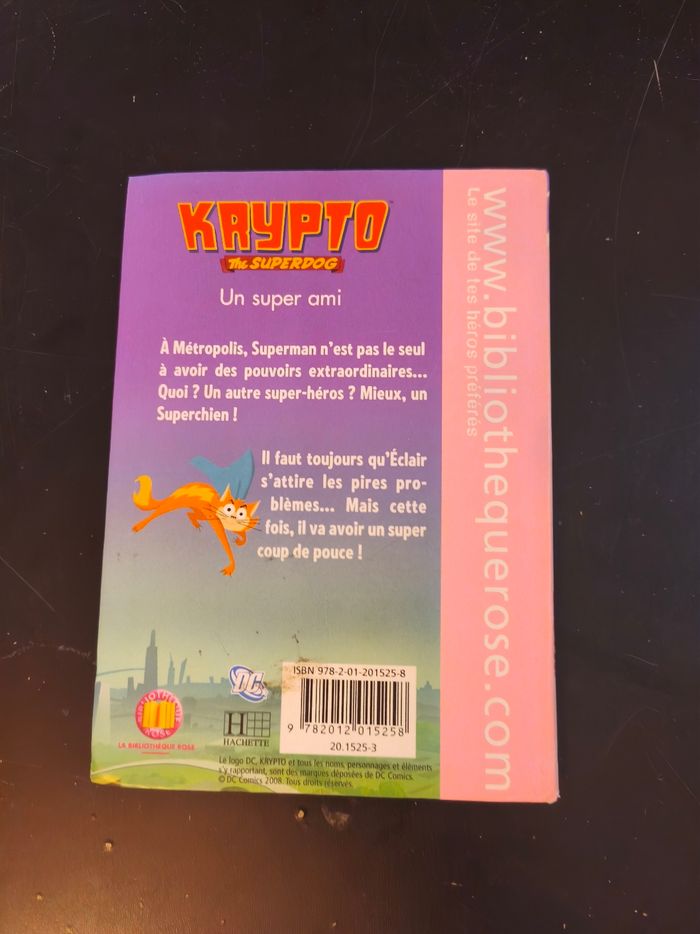 KRYPTO™
The SUPERDOG
Un super ami
À Métropolis, Superman n'est pas le seul
à avoir des pouvoirs extraordinaires...
Quoi ? Un autre super-héros ? Mieux, un
Superchien !
Il faut toujours qu'Éclair
s'attire les pires pro-
blèmes... Mais cette
fois, il va avoir un super
coup de pouce !
BIBLIOTHÈQUE
ROSE
LA BIBLIOTHÈQUE ROSE
DC
H
HACHETTE
ISBN 978-2-01-201525-8
9 782012 015258
20.1525-3
Le logo DC, KRYPTO et tous les noms, personnages et éléments
s'y rapportant, sont des marques déposées de DC Comics.
© DC Comics 2008. Tous droits réservés.
www.bibliothequerose.com
Le site de tes héros préférés